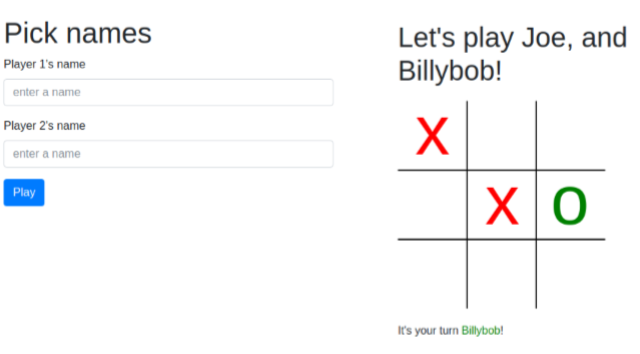 Pick names
Player 1's name
enter a name
Player 2's name
enter a name
Play
Let's play Joe, and
Billybob!
X
X O
It's your turn Billybob!